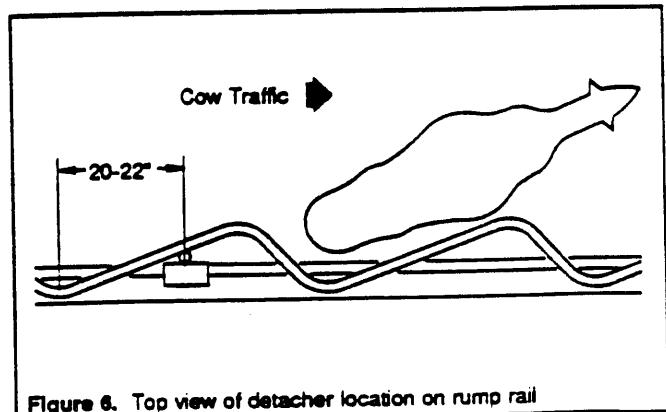 Cow Traffic
20-22"
Figure 6. Top view of detacher location on rump rail